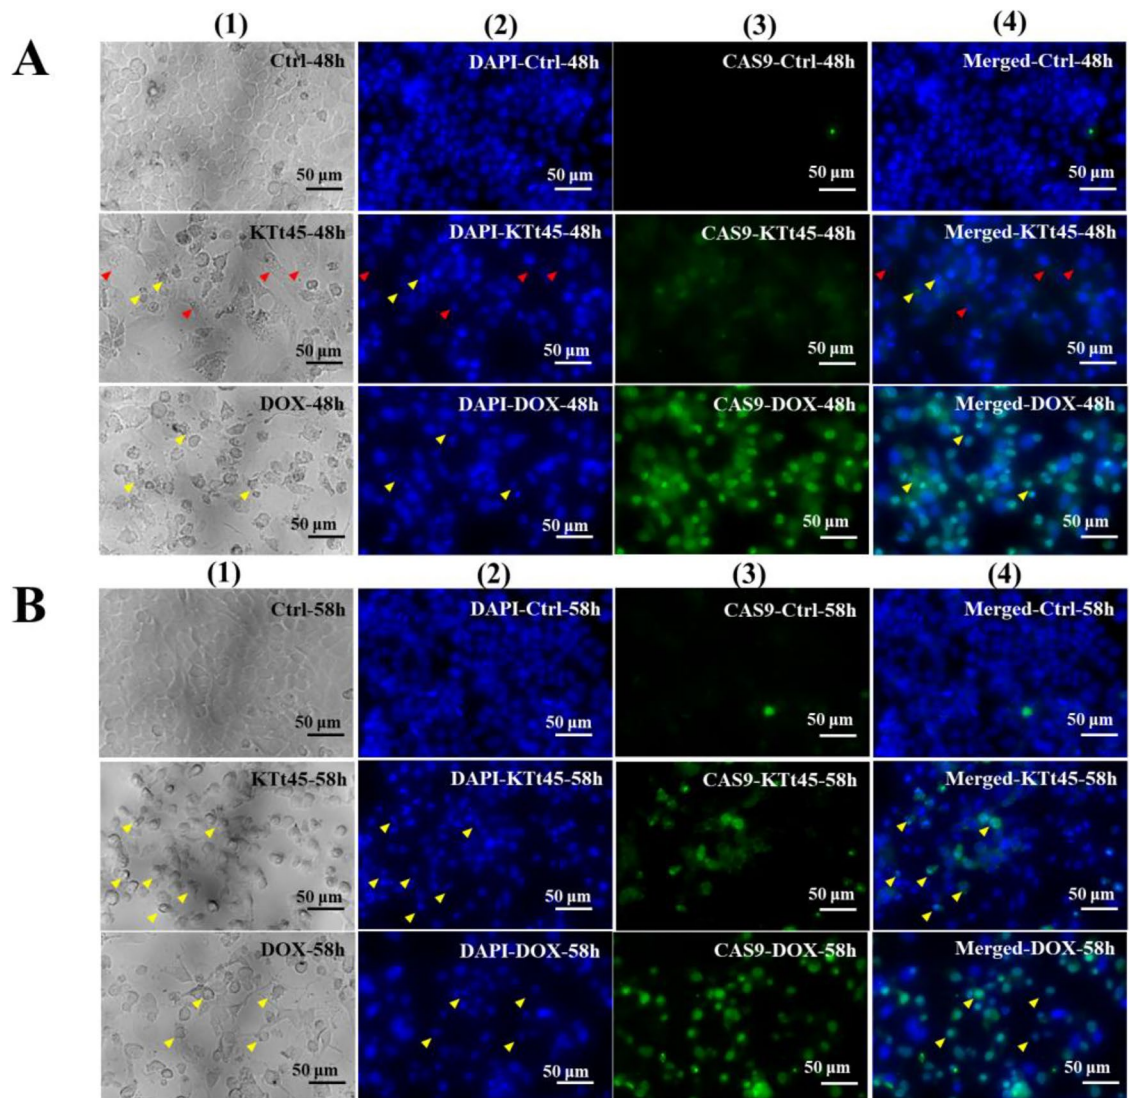 (1) (2) (3) (4)
A
Ctrl-48h DAPI-Ctrl-48h CAS9-Ctrl-48h Merged-Ctrl-48h
50 µm 50 µm 50 µm 50 µm
KTt45-48h DAPI-KTt45-48h CAS9-KTt45-48h Merged-KTt45-48h
50 µm 50 µm 50 µm 50 µm
DOX-48h DAPI-DOX-48h CAS9-DOX-48h Merged-DOX-48h
50 µm 50 µm 50 µm 50 µm
(1) (2) (3) (4)
B
Ctrl-58h DAPI-Ctrl-58h CAS9-Ctrl-58h Merged-Ctrl-58h
50 µm 50 µm 50 µm 50 µm
KTt45-58h DAPI-KTt45-58h CAS9-KTt45-58h Merged-KTt45-58h
50 µm 50 µm 50 µm 50 µm
DOX-58h DAPI-DOX-58h CAS9-DOX-58h Merged-DOX-58h
50 µm 50 µm 50 µm 50 µm